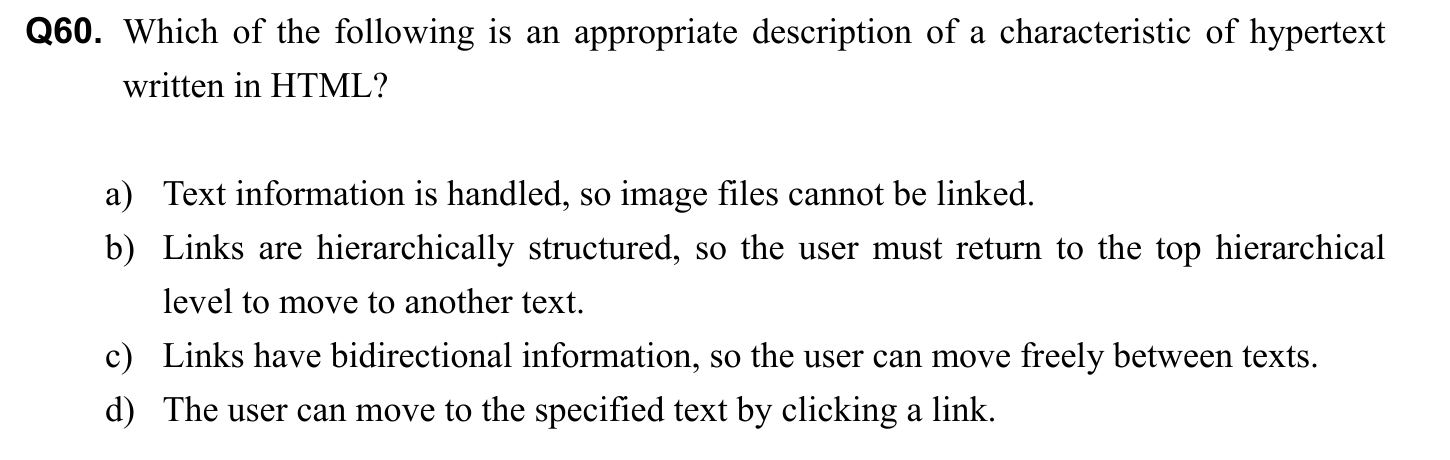 Q60. Which of the following is an appropriate description of a characteristic of hypertext
written in HTML?
a) Text information is handled, so image files cannot be linked.
b) Links are hierarchically structured, so the user must return to the top hierarchical
level to move to another text.
c) Links have bidirectional information, so the user can move freely between texts.
d) The user can move to the specified text by clicking a link.